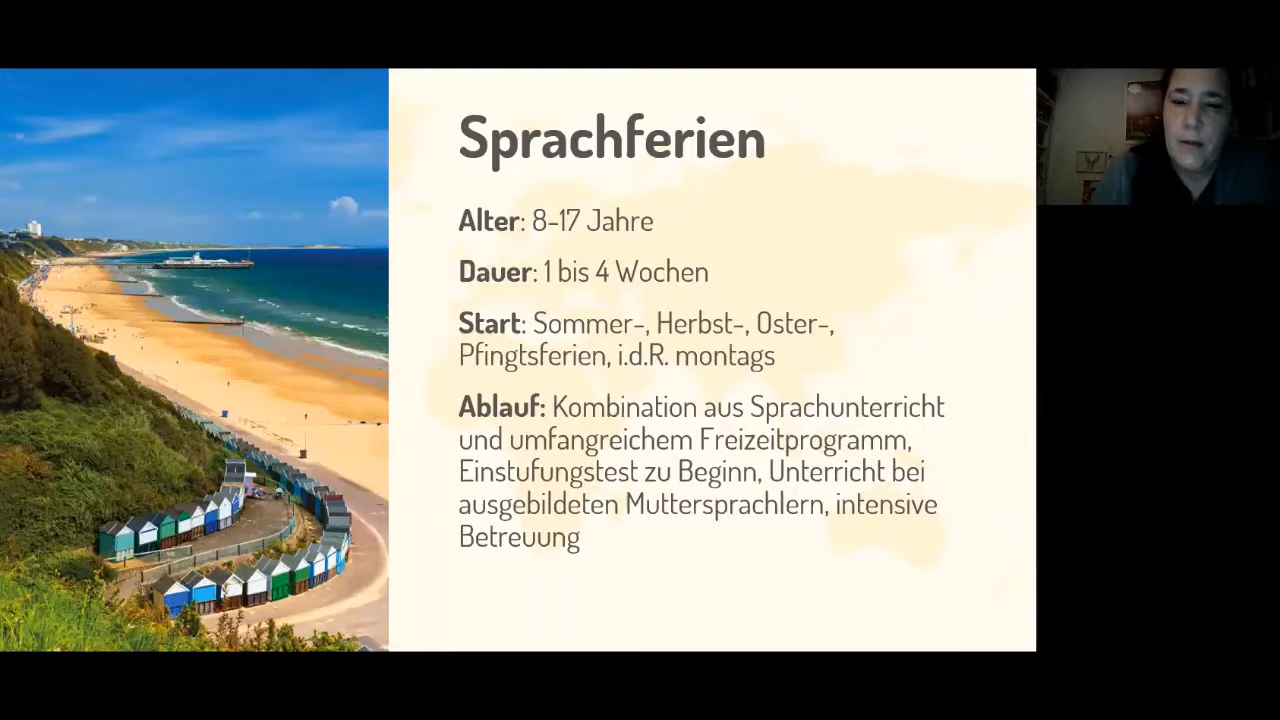 Sprachferien
Alter: 8-17 Jahre
Dauer: 1 bis 4 Wochen
Start: Sommer-, Herbst-, Oster-,
Pfingtsferien, i.d.R. montags
Ablauf: Kombination aus Sprachunterricht
und umfangreichem Freizeitprogramm,
Einstufungstest zu Beginn, Unterricht bei
ausgebildeten Muttersprachlern, intensive
Betreuung